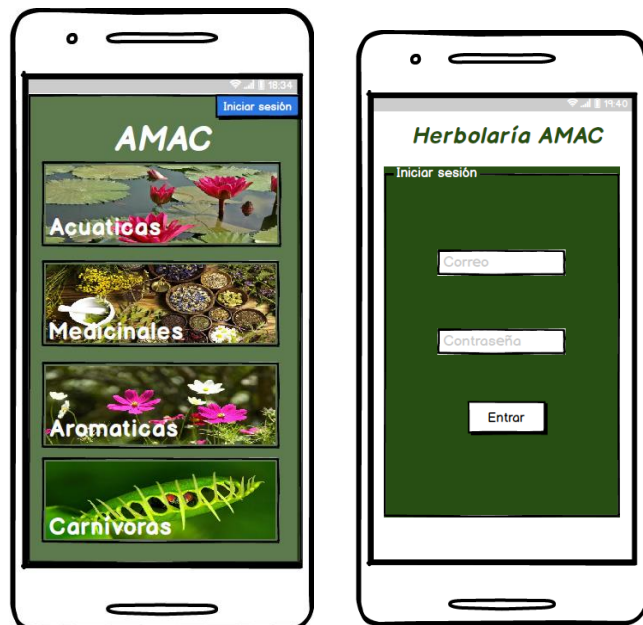 18:34
Iniciar sesión
AMAC
Acuaticas
Medicinales
Aromaticas
Carnivoras
19:40
Herbolaría AMAC
Iniciar sesión
Correo
Contraseña
Entrar